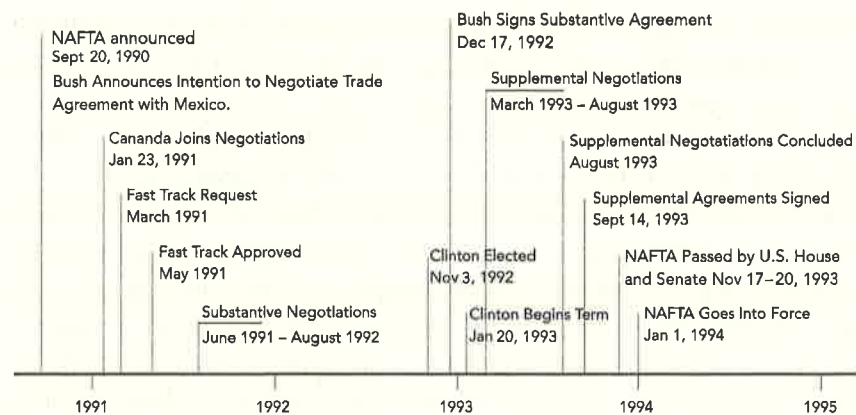 NAFTA announced
Sept 20, 1990
Bush Announces Intention to Negotiate Trade
Agreement with Mexico.
Cananda Joins Negotiations
Jan 23, 1991
Fast Track Request
March 1991
Fast Track Approved
May 1991
Substantive Negotiations
June 1991 – August 1992
Bush Signs Substantive Agreement
Dec 17, 1992
Supplemental Negotiations
March 1993 – August 1993
Supplemental Negotatiations Concluded
August 1993
Supplemental Agreements Signed
Sept 14, 1993
Clinton Elected
Nov 3, 1992
NAFTA Passed by U.S. House
and Senate Nov 17–20, 1993
Clinton Begins Term
Jan 20, 1993
NAFTA Goes Into Force
Jan 1, 1994
1991 1992 1993 1994 1995